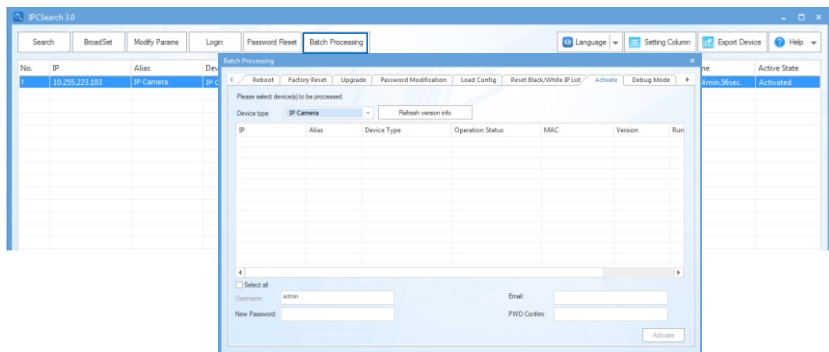 IPCSearch 3.0
Search BroadSet Modify Params Login Password Reset Batch Processing Language Setting Column Export Device Help
No. IP Alias Active State
1 10.255.223.103 IP Camera 4min.56sec. Activated
Batch Processing
Reboot Factory Reset Upgrade Password Modification Load Config Reset Black/White IP List Activate Debug Mode
Please select device(s) to be processed.
Device type IP Camera Refresh version info
IP Alias Device Type Operation Status MAC Version Run
Select all
Username: admin Email:
New Password: PWD Confirm:
Activate